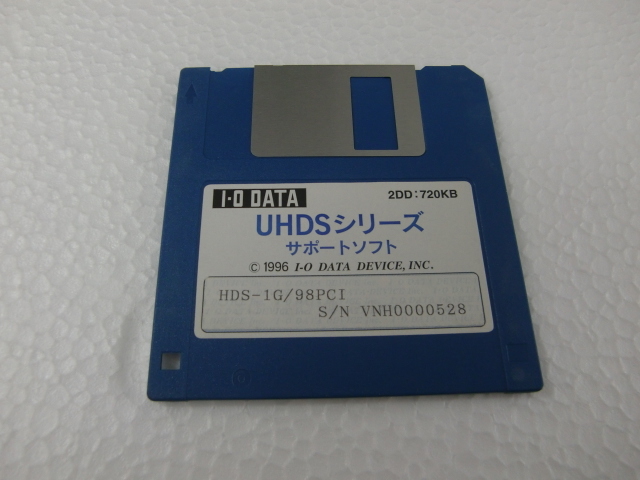 I·O DATA
2DD:720KB
UHDSシリーズ
サポートソフト
© 1996 I-O DATA DEVICE, INC.
HDS-1G/98PCI
S/N VNH0000528